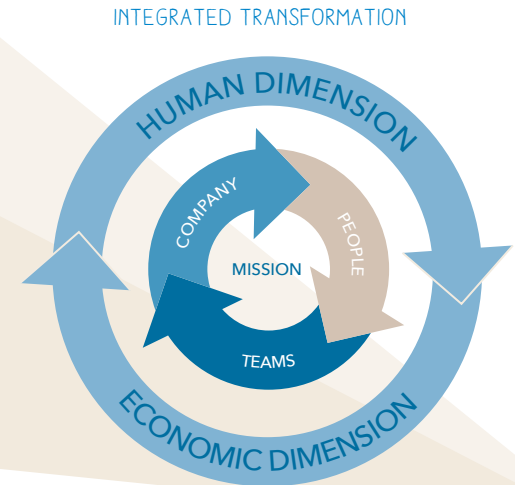 INTEGRATED TRANSFORMATION
HUMAN DIMENSION
COMPANY
PEOPLE
MISSION
TEAMS
ECONOMIC DIMENSION